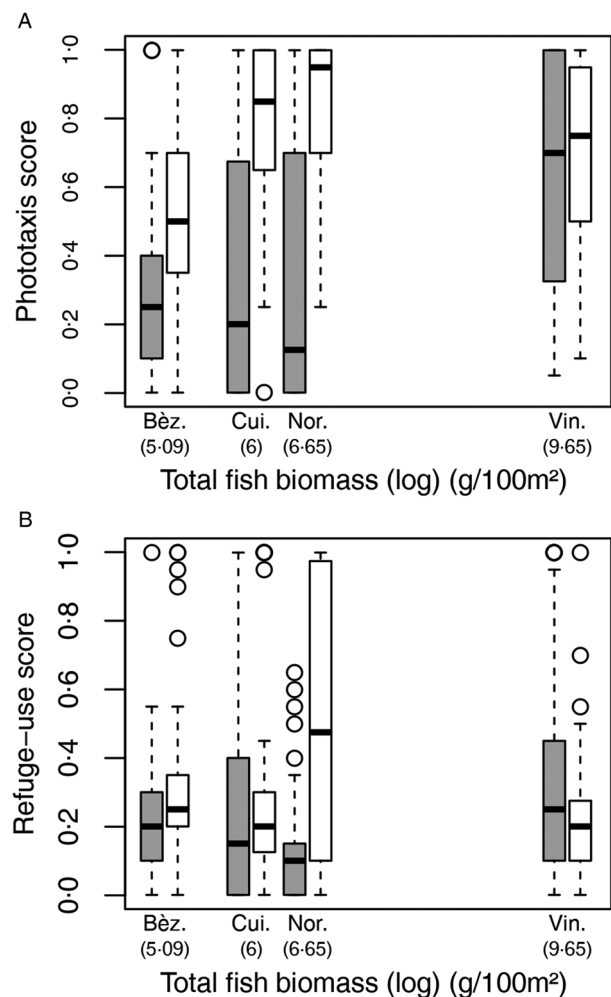 A
Phototaxis score
1·0
0·8
0·6
0·4
0·2
0·0
Bèz. Cui. Nor. Vin.
(5·09) (6) (6·65) (9·65)
Total fish biomass (log) (g/100m²)
B
Refuge−use score
1·0
0·8
0·6
0·4
0·2
0·0
Bèz. Cui. Nor. Vin.
(5·09) (6) (6·65) (9·65)
Total fish biomass (log) (g/100m²)